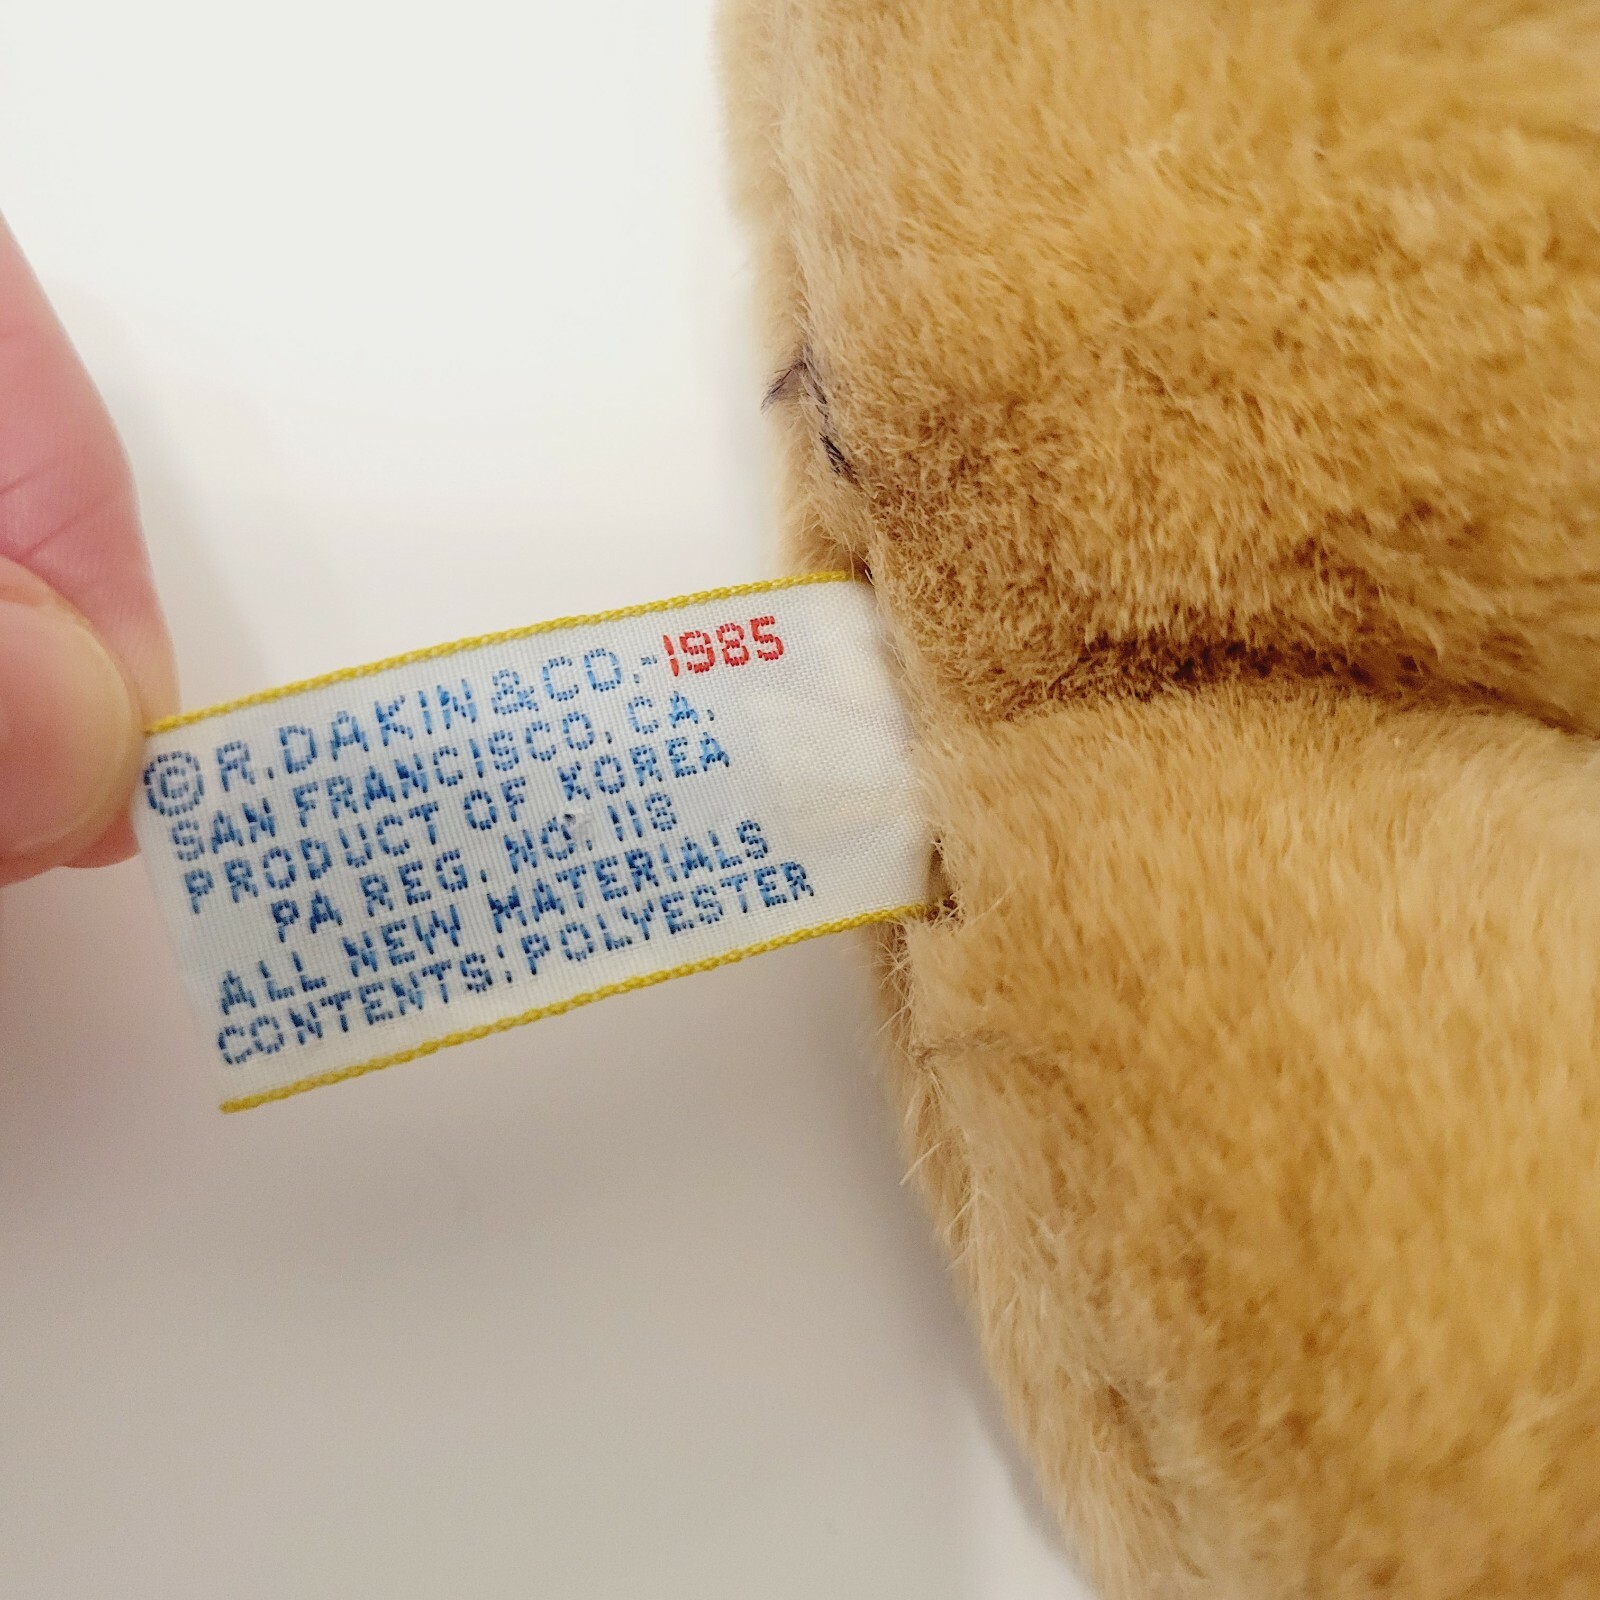 © R. DAKIN & CO.-1985
SAN FRANCISCO, CA.
PRODUCT OF KOREA
PA REG. NO. 118
ALL NEW MATERIALS
CONTENTS: POLYESTER